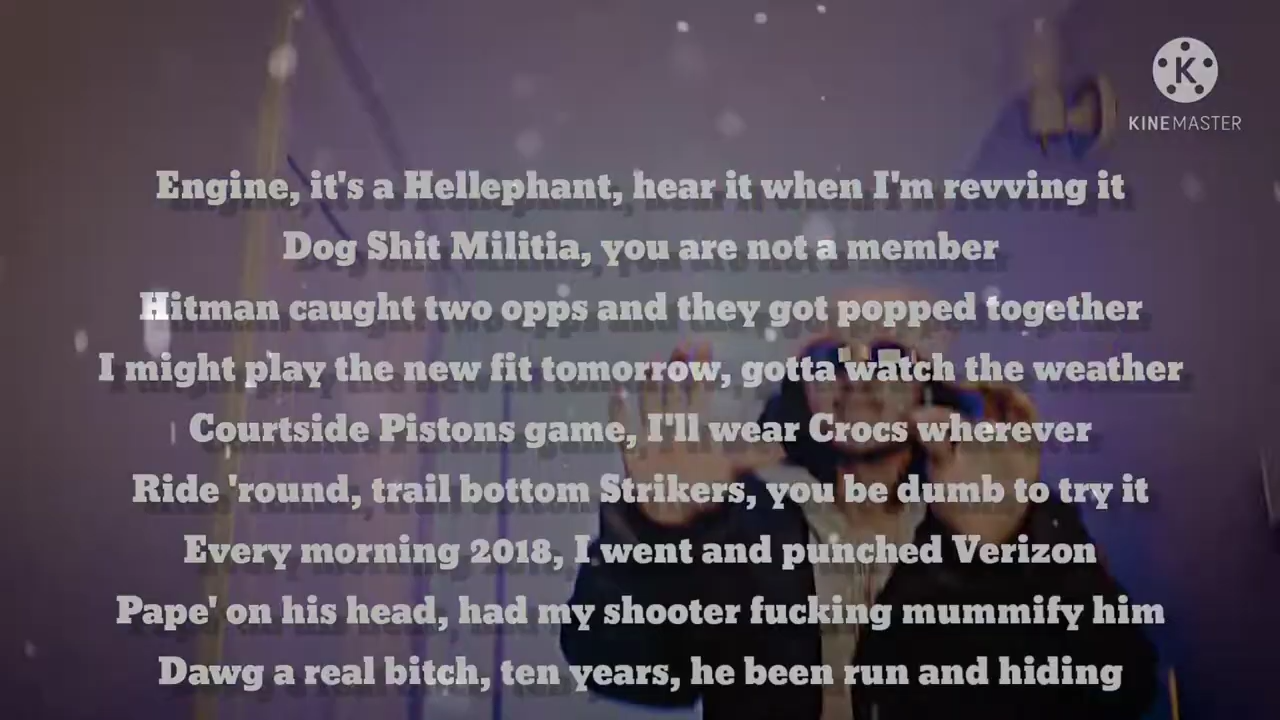 K
KINEMASTER
Engine, it's a Hellephant, hear it when I'm revving it
Dog Shit Militia, you are not a member
Hitman caught two opps and they got popped together
I might play the new fit tomorrow, gotta watch the weather
Courtside Pistons game, I'll wear Crocs wherever
Ride 'round, trail bottom Strikers, you be dumb to try it
Every morning 2018, I went and punched Verizon
Pape' on his head, had my shooter fucking mummify him
Dawg a real bitch, ten years, he been run and hiding